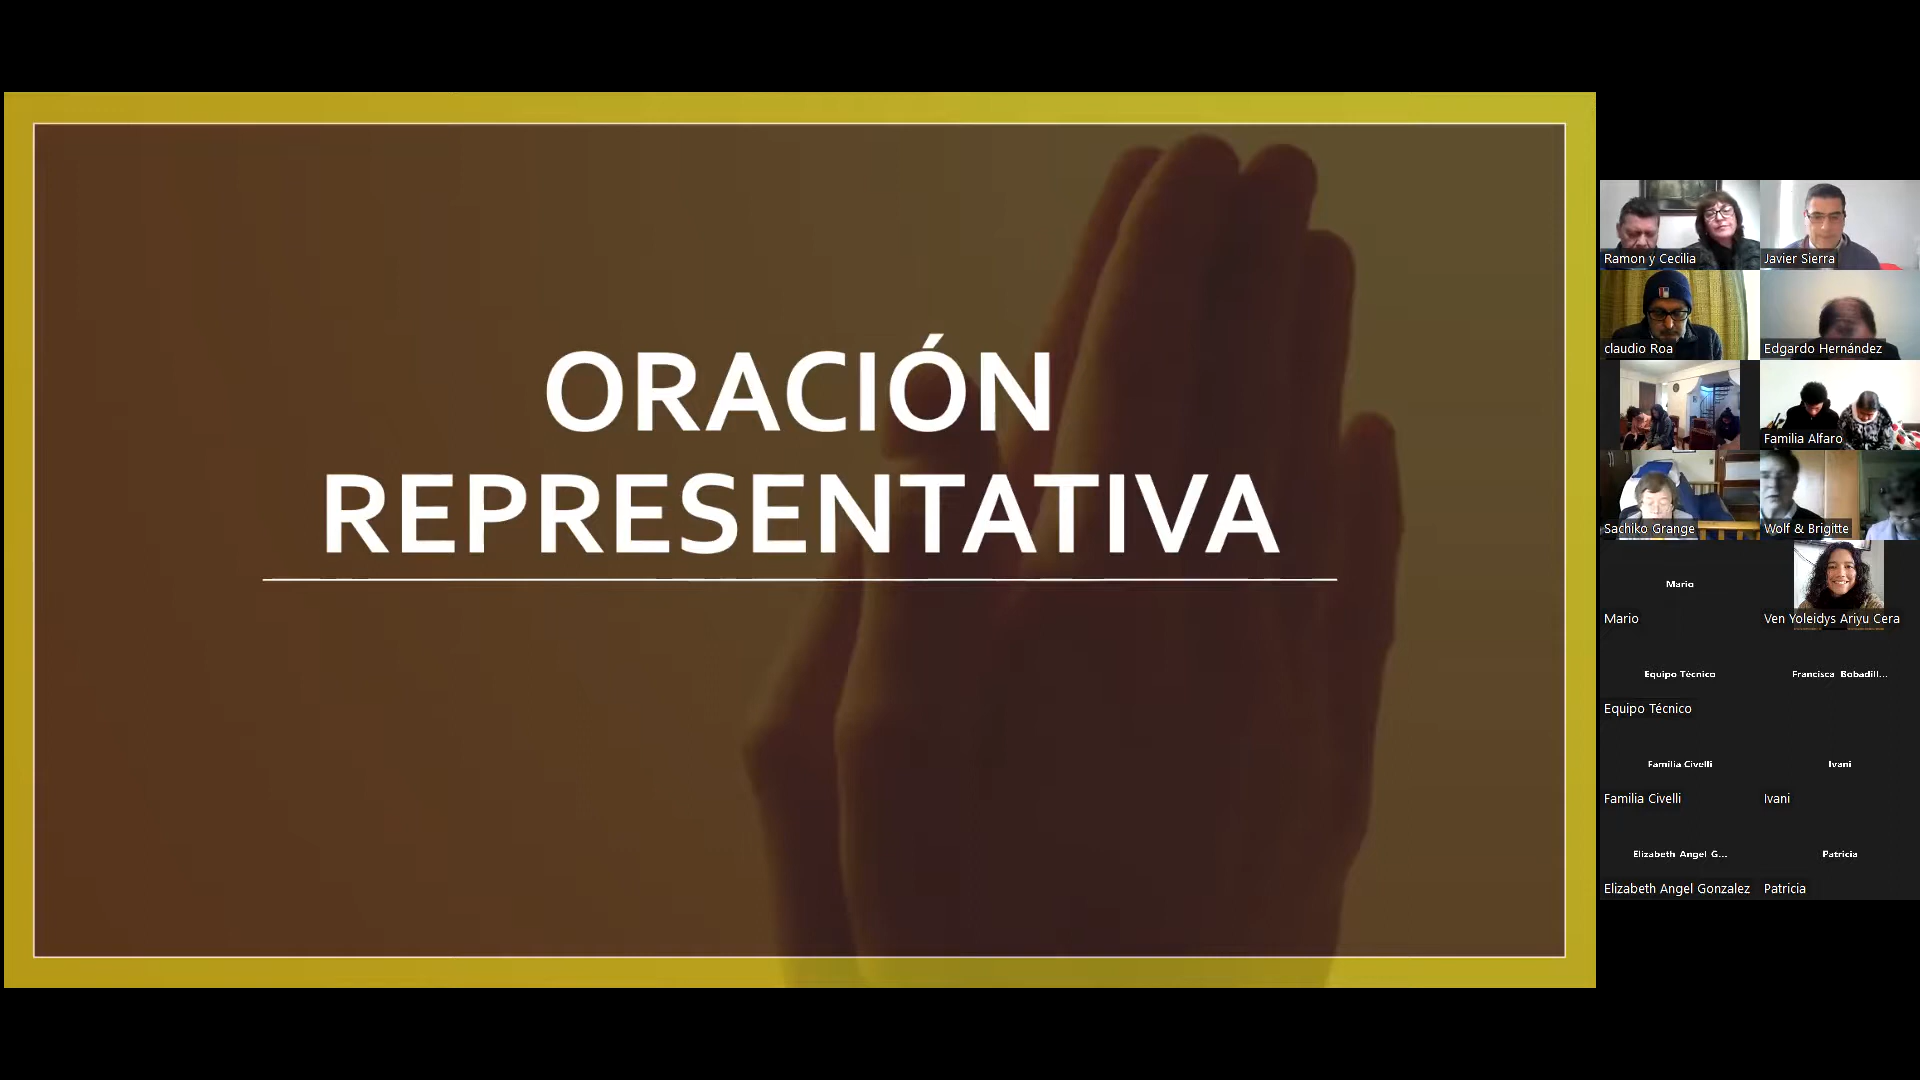 ORACIÓN
REPRESENTATIVA
Ramon y Cecilia
Javier Sierra
claudio Roa
Edgardo Hernández
Familia Alfaro
Sachiko Grange
Wolf & Brigitte
Mario
Mario
Ven Yoleidys Ariyu Cera
Equipo Técnico
Francisca Bobadill...
Equipo Técnico
Familia Civelli
Ivani
Familia Civelli
Ivani
Elizabeth Angel G...
Patricia
Elizabeth Angel Gonzalez
Patricia